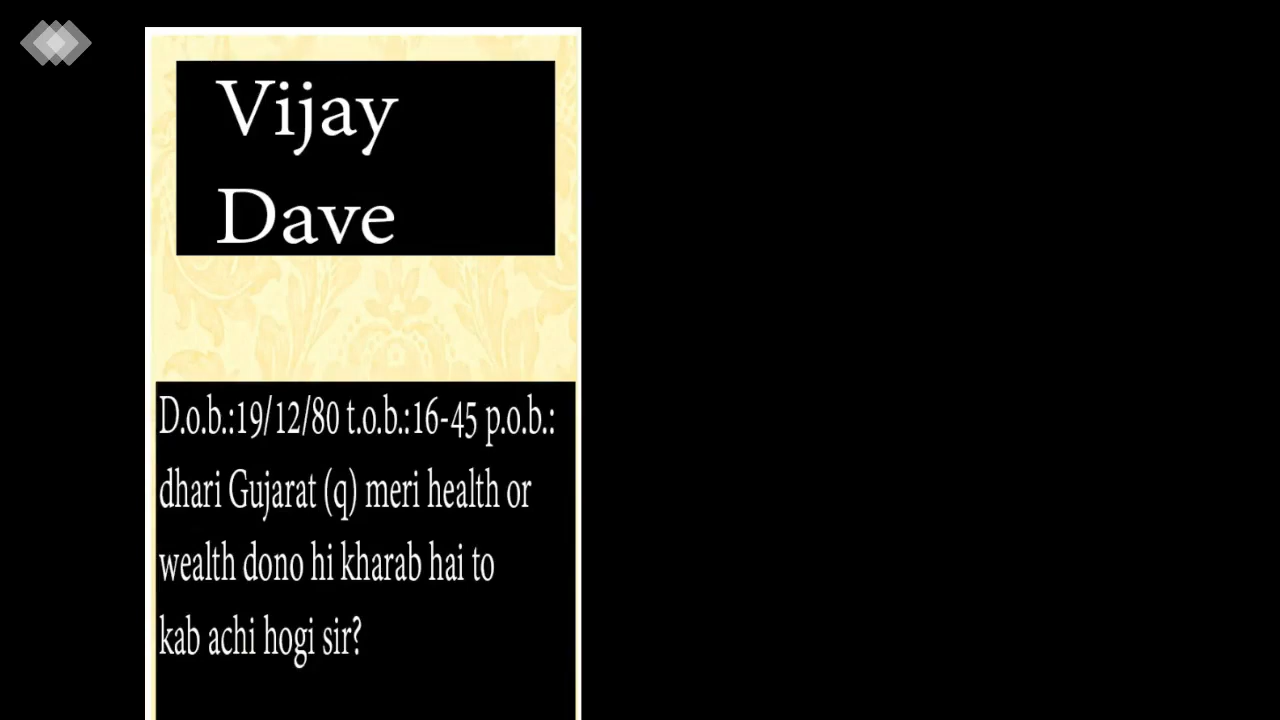 Vijay
Dave
D.o.b.:19/12/80 t.o.b.:16-45 p.o.b.:
dhari Gujarat (q) meri health or
wealth dono hi kharab hai to
kab achi hogi sir?